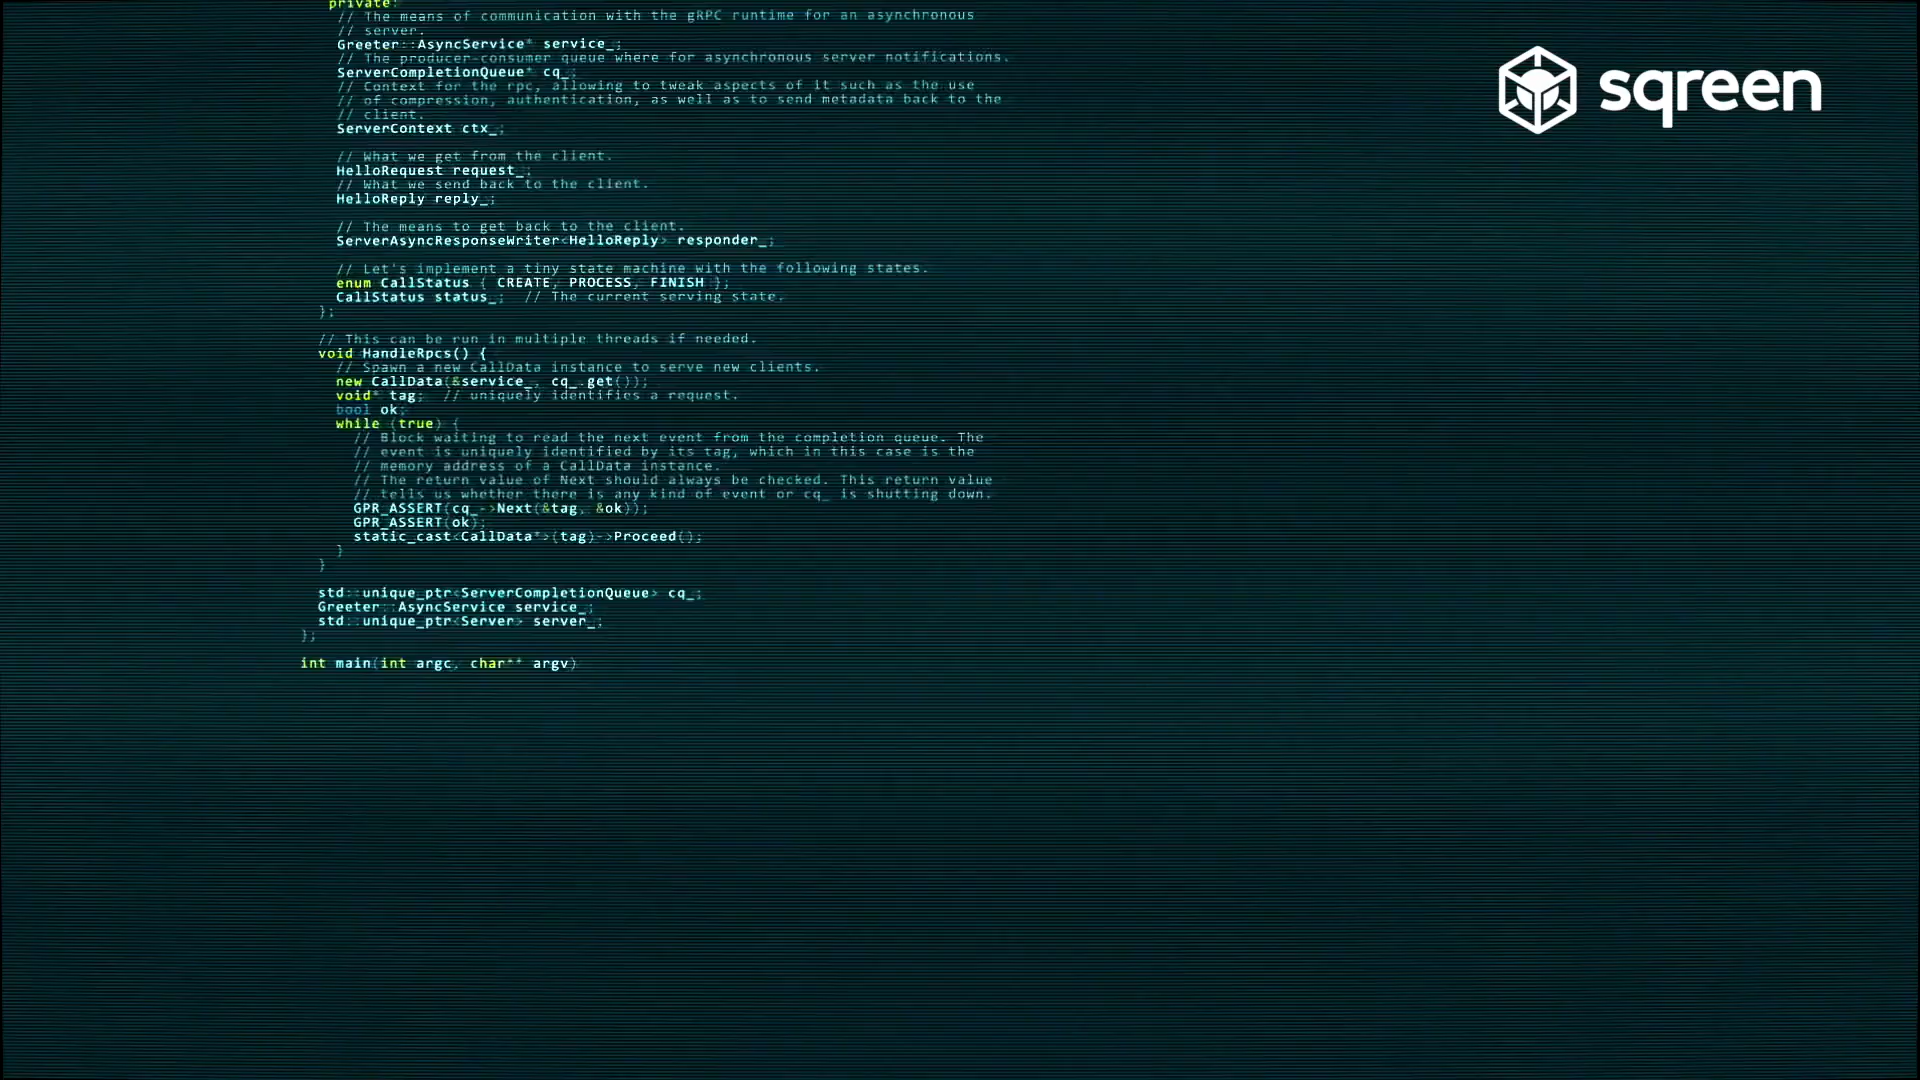 private:
// The means of communication with the gRPC runtime for an asynchronous
// server.
Greeter::AsyncService* service_;
// The producer-consumer queue where for asynchronous server notifications.
ServerCompletionQueue* cq_;
// Context for the rpc, allowing to tweak aspects of it such as the use
// of compression, authentication, as well as to send metadata back to the
// client.
ServerContext ctx_;
// What we get from the client.
HelloRequest request_;
// What we send back to the client.
HelloReply reply_;
// The means to get back to the client.
ServerAsyncResponseWriter<HelloReply> responder_;
// Let's implement a tiny state machine with the following states.
enum CallStatus { CREATE, PROCESS, FINISH };
CallStatus status_; // The current serving state.
};
// This can be run in multiple threads if needed.
void HandleRpcs() {
// Spawn a new CallData instance to serve new clients.
new CallData(&service_, cq_.get());
void* tag; // uniquely identifies a request.
bool ok;
while (true) {
// Block waiting to read the next event from the completion queue. The
// event is uniquely identified by its tag, which in this case is the
// memory address of a CallData instance.
// The return value of Next should always be checked. This return value
// tells us whether there is any kind of event or cq_ is shutting down.
GPR_ASSERT(cq_->Next(&tag, &ok));
GPR_ASSERT(ok);
static_cast<CallData*>(tag)->Proceed();
}
}
std::unique_ptr<ServerCompletionQueue> cq_;
Greeter::AsyncService service_;
std::unique_ptr<Server> server_;
};
int main(int argc, char** argv)
sqreen